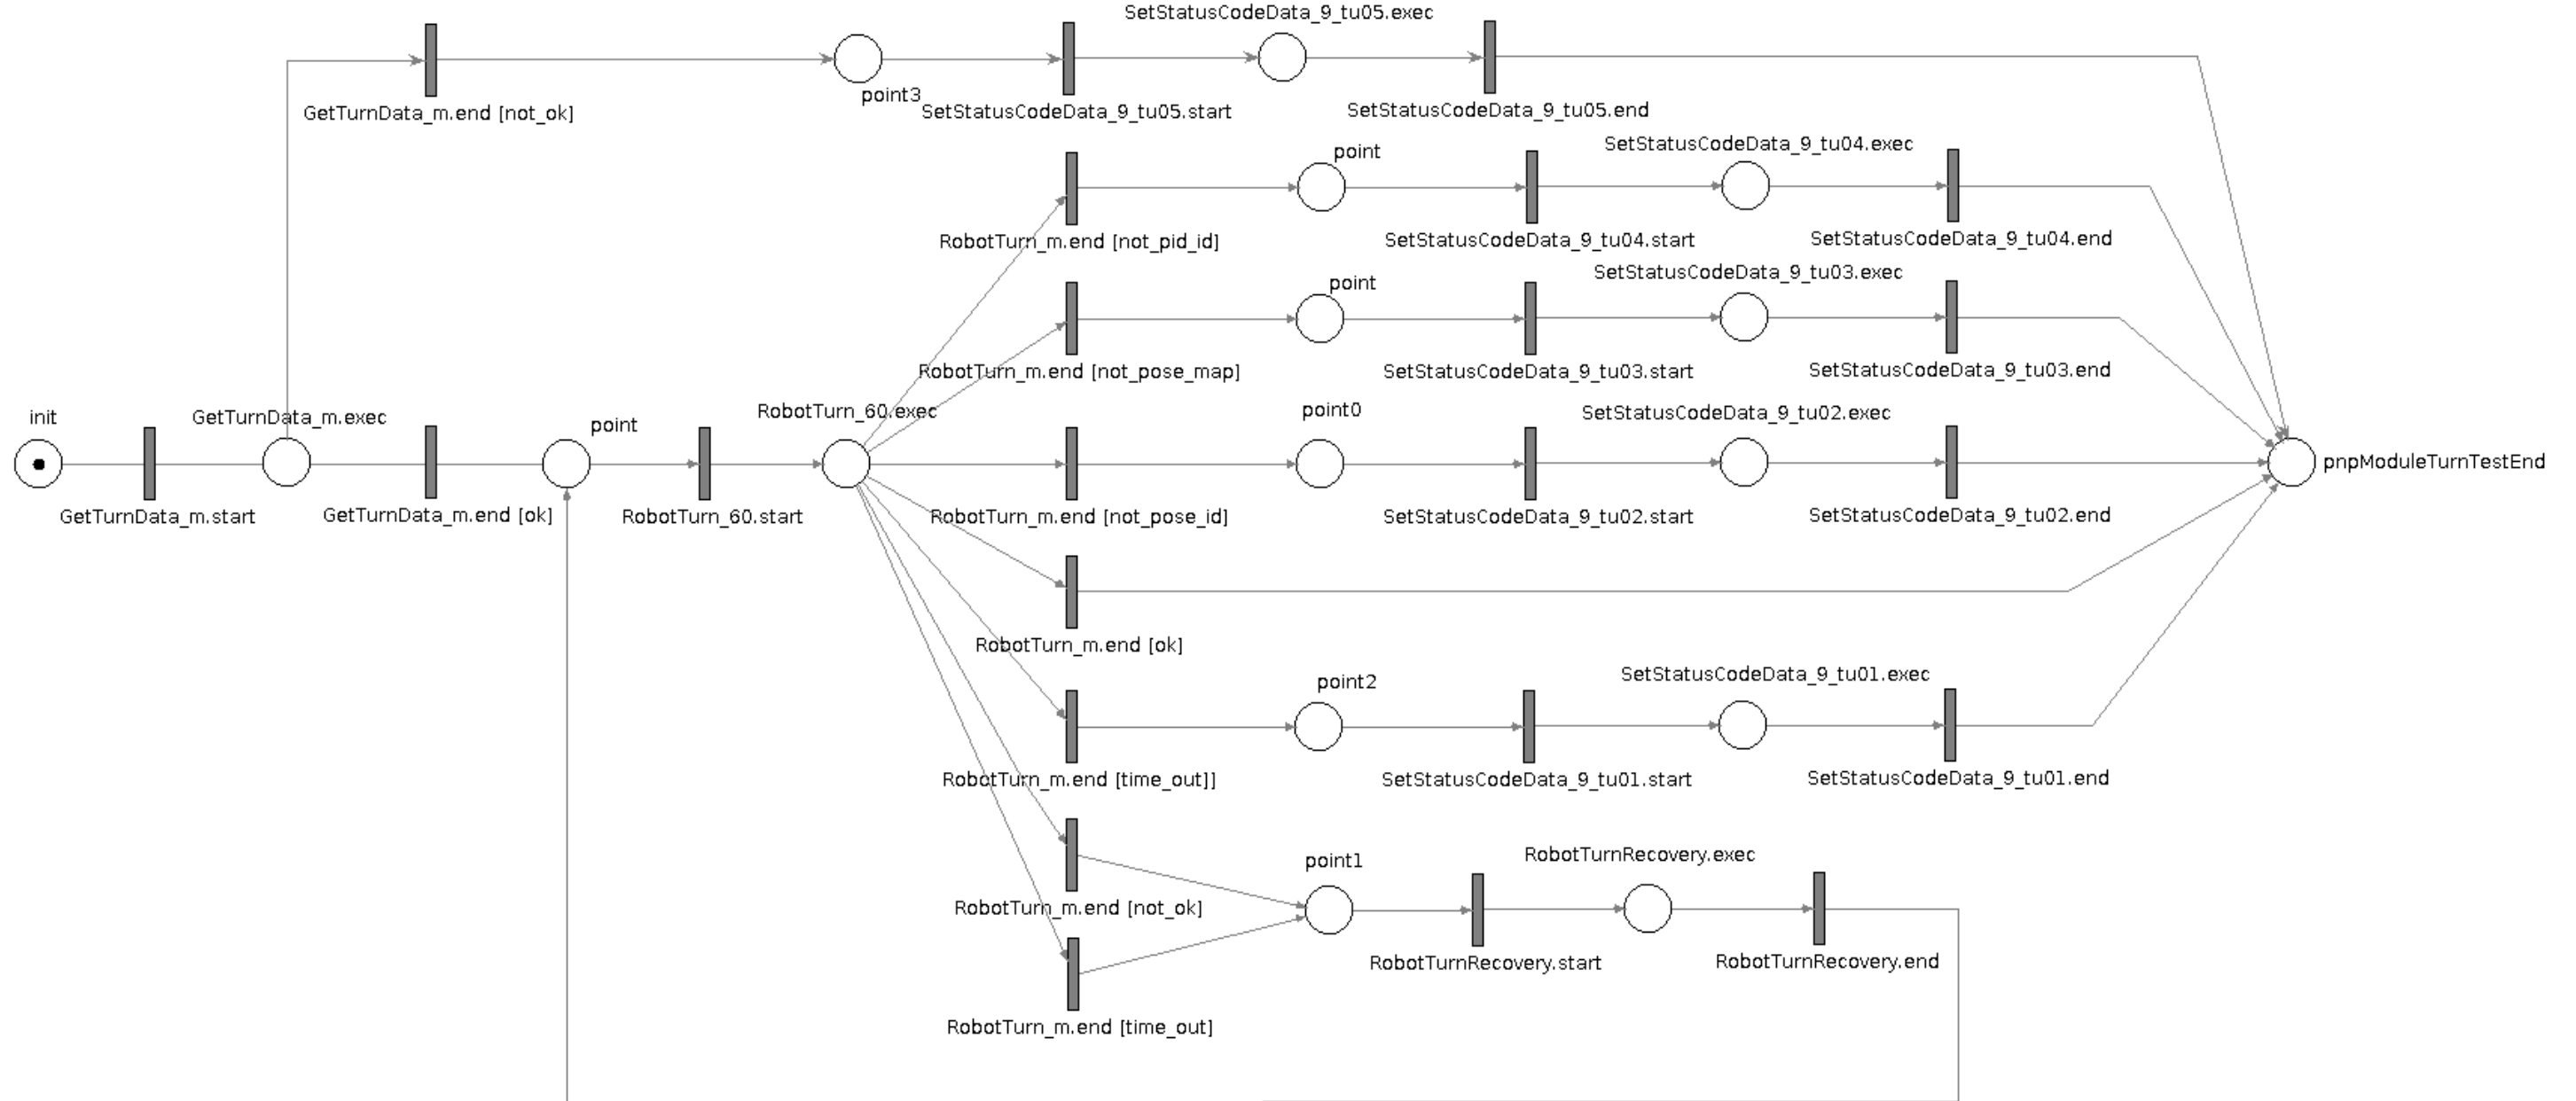 SetStatusCodeData_9_tu05.exec
point3
GetTurnData_m.end [not_ok]
SetStatusCodeData_9_tu05.start
SetStatusCodeData_9_tu05.end
point
SetStatusCodeData_9_tu04.exec
RobotTurn_m.end [not_pid_id]
SetStatusCodeData_9_tu04.start
SetStatusCodeData_9_tu04.end
point
SetStatusCodeData_9_tu03.exec
RobotTurn_m.end [not_pose_map]
SetStatusCodeData_9_tu03.start
SetStatusCodeData_9_tu03.end
init
GetTurnData_m.exec
point
RobotTurn_60.exec
point0
SetStatusCodeData_9_tu02.exec
pnpModuleTurnTestEnd
GetTurnData_m.start
GetTurnData_m.end [ok]
RobotTurn_60.start
RobotTurn_m.end [not_pose_id]
SetStatusCodeData_9_tu02.start
SetStatusCodeData_9_tu02.end
RobotTurn_m.end [ok]
point2
SetStatusCodeData_9_tu01.exec
RobotTurn_m.end [time_out]]
SetStatusCodeData_9_tu01.start
SetStatusCodeData_9_tu01.end
point1
RobotTurnRecovery.exec
RobotTurn_m.end [not_ok]
RobotTurnRecovery.start
RobotTurnRecovery.end
RobotTurn_m.end [time_out]